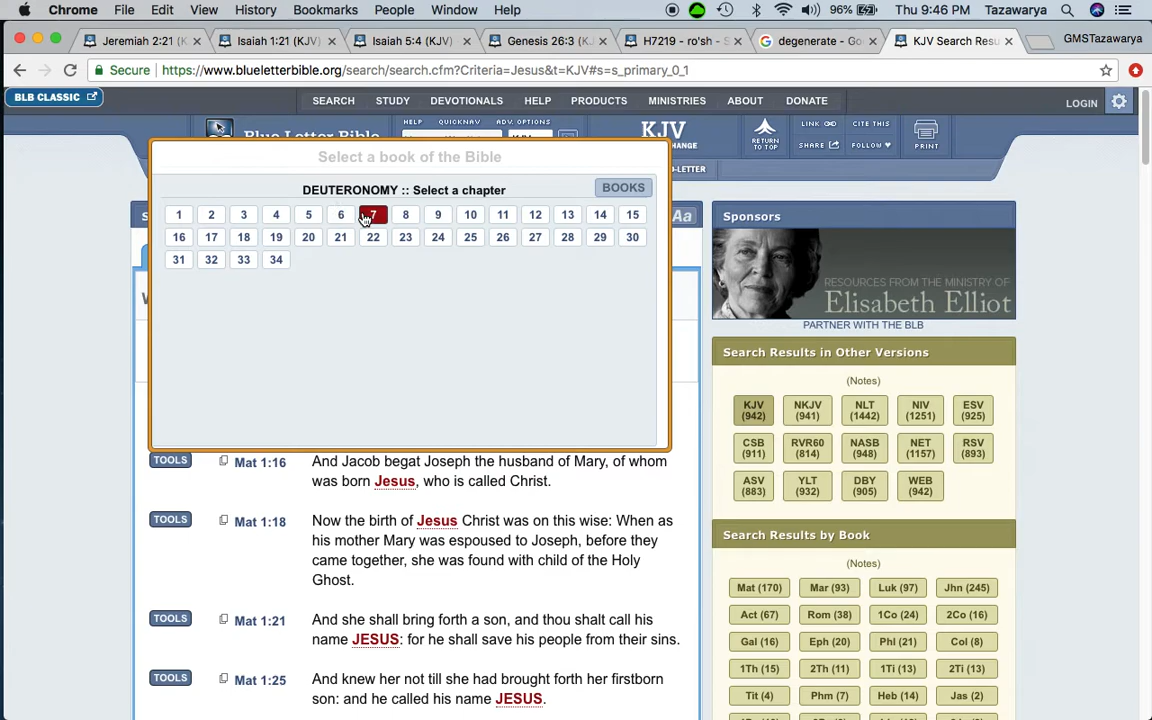 Chrome File Edit View History Bookmarks People Window Help 96% Thu 9:46 PM Tazawarya
Jeremiah 2:21 (K Isaiah 1:21 (KJV Isaiah 5:4 (KJV) Genesis 26:3 (K H7219 - ro'sh - S degenerate - Go KJV Search Resu GMSTazawarya
Secure https://www.blueletterbible.org/search/search.cfm?Criteria=Jesus&t=KJV#s=s_primary_0_1
BLB CLASSIC
SEARCH STUDY DEVOTIONALS HELP PRODUCTS MINISTRIES ABOUT DONATE LOGIN
HELP QUICKNAV ADV. OPTIONS
Blue Letter Bible
KJV
CHANGE
RETURN TO TOP
LINK CITE THIS
SHARE FOLLOW PRINT
-LETTER
Select a book of the Bible
DEUTERONOMY :: Select a chapter BOOKS
1 2 3 4 5 6 7 8 9 10 11 12 13 14 15
16 17 18 19 20 21 22 23 24 25 26 27 28 29 30
31 32 33 34
Aa
TOOLS Mat 1:16 And Jacob begat Joseph the husband of Mary, of whom
was born Jesus, who is called Christ.
TOOLS Mat 1:18 Now the birth of Jesus Christ was on this wise: When as
his mother Mary was espoused to Joseph, before they
came together, she was found with child of the Holy
Ghost.
TOOLS Mat 1:21 And she shall bring forth a son, and thou shalt call his
name JESUS: for he shall save his people from their sins.
TOOLS Mat 1:25 And knew her not till she had brought forth her firstborn
son: and he called his name JESUS.
Sponsors
RESOURCES FROM THE MINISTRY OF
Elisabeth Elliot
PARTNER WITH THE BLB
Search Results in Other Versions
(Notes)
KJV (942) NKJV (941) NLT (1442) NIV (1251) ESV (925)
CSB (911) RVR60 (814) NASB (948) NET (1157) RSV (893)
ASV (883) YLT (932) DBY (905) WEB (942)
Search Results by Book
(Notes)
Mat (170) Mar (93) Luk (97) Jhn (245)
Act (67) Rom (38) 1Co (24) 2Co (16)
Gal (16) Eph (20) Phl (21) Col (8)
1Th (15) 2Th (11) 1Ti (13) 2Ti (13)
Tit (4) Phm (7) Heb (14) Jas (2)